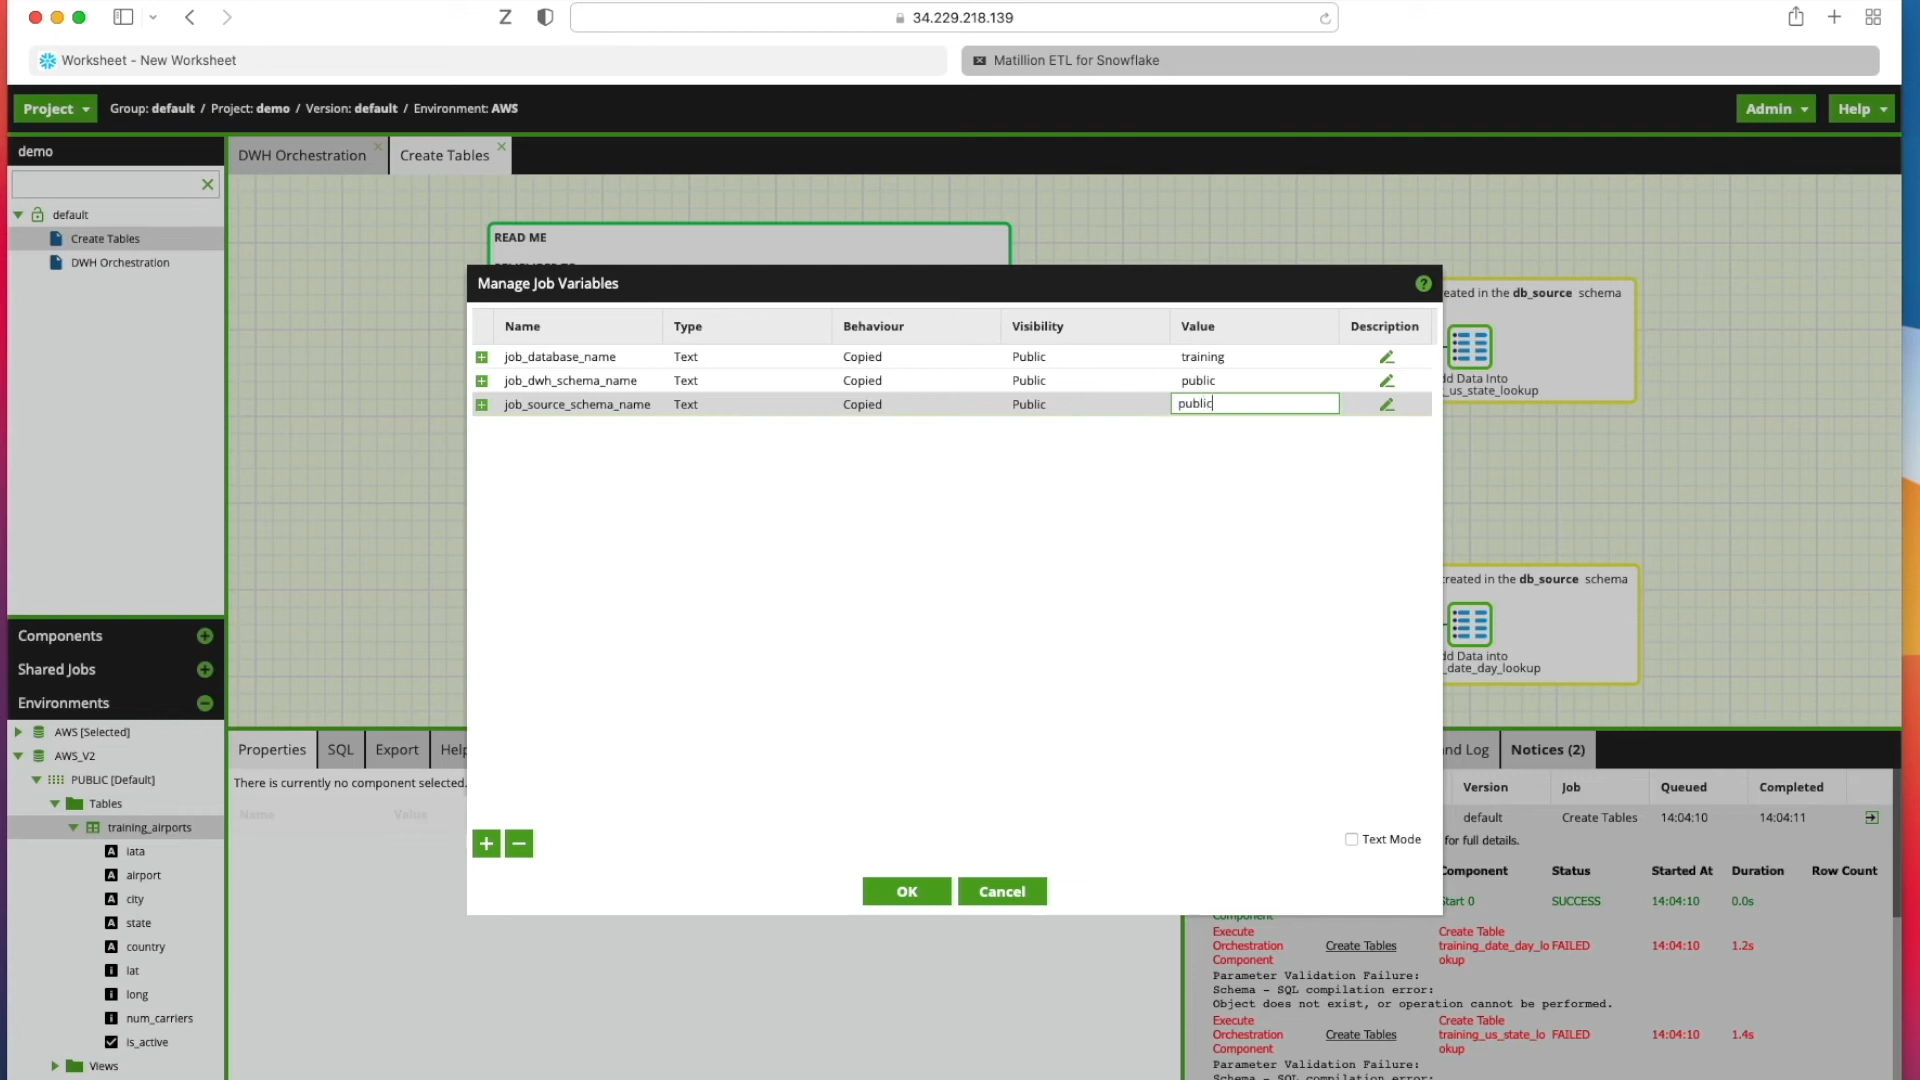 34.229.218.139
Worksheet - New Worksheet
Matillion ETL for Snowflake
Project
Group: default / Project: demo / Version: default / Environment: AWS
Admin
Help
demo
DWH Orchestration
Create Tables
default
Create Tables
DWH Orchestration
READ ME
Manage Job Variables
Name Type Behaviour Visibility Value Description
job_database_name Text Copied Public training
job_dwh_schema_name Text Copied Public public
job_source_schema_name Text Copied Public public
Text Mode
OK
Cancel
eated in the db_source schema
dd Data Into
_us_state_lookup
created in the db_source schema
dd Data into
_date_day_lookup
Components
Shared Jobs
Environments
AWS [Selected]
AWS_V2
PUBLIC [Default]
Tables
training_airports
iata
airport
city
state
country
lat
long
num_carriers
is_active
Views
Properties
SQL
Export
Help
There is currently no component selected.
Name Value
nd Log
Notices (2)
Version Job Queued Completed
default Create Tables 14:04:10 14:04:11
for full details.
Component Status Started At Duration Row Count
Start 0 SUCCESS 14:04:10 0.0s
Component
Execute Orchestration Component Create Tables Create Table training_date_day_lookup FAILED 14:04:10 1.2s
Parameter Validation Failure:
Schema - SQL compilation error:
Object does not exist, or operation cannot be performed.
Execute Orchestration Component Create Tables Create Table training_us_state_lookup FAILED 14:04:10 1.4s
Parameter Validation Failure:
Schema - SQL compilation error: